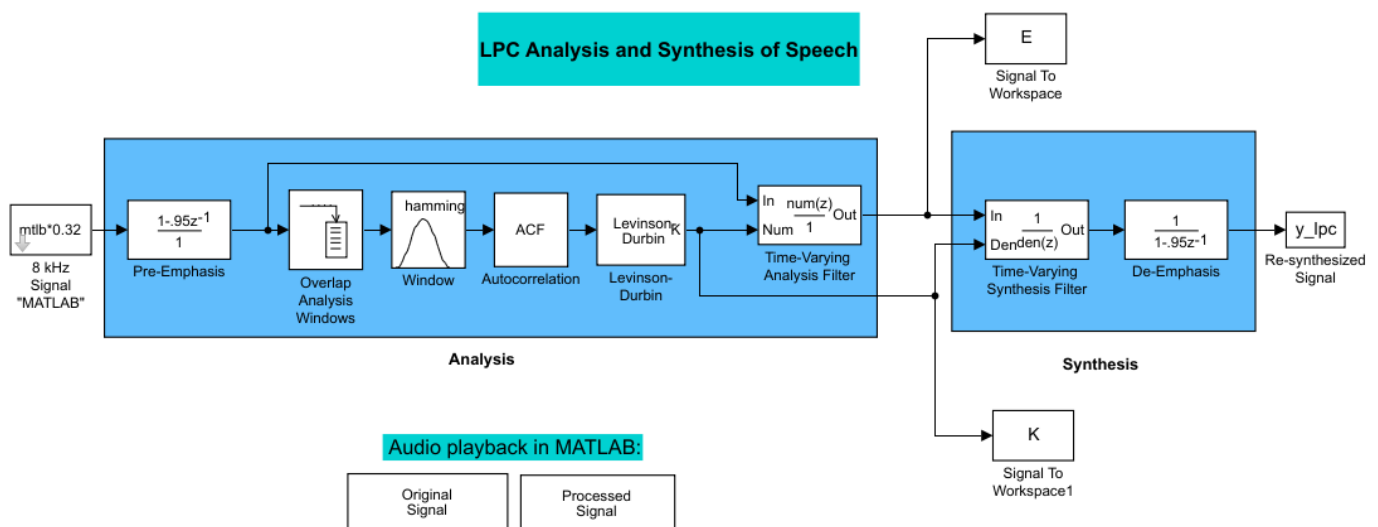 LPC Analysis and Synthesis of Speech
E
Signal To
Workspace
mtlb*0.32
8 kHz
Signal
"MATLAB"
1-.95z-1
1
Pre-Emphasis
Overlap
Analysis
Windows
hamming
Window
ACF
Autocorrelation
Levinson-
Durbin
K
Levinson-
Durbin
In
Num
num(z)
1
Out
Time-Varying
Analysis Filter
Analysis
In
Den
1
den(z)
Out
Time-Varying
Synthesis Filter
1
1-.95z-1
De-Emphasis
Synthesis
y_lpc
Re-synthesized
Signal
K
Signal To
Workspace1
Audio playback in MATLAB:
Original
Signal
Processed
Signal